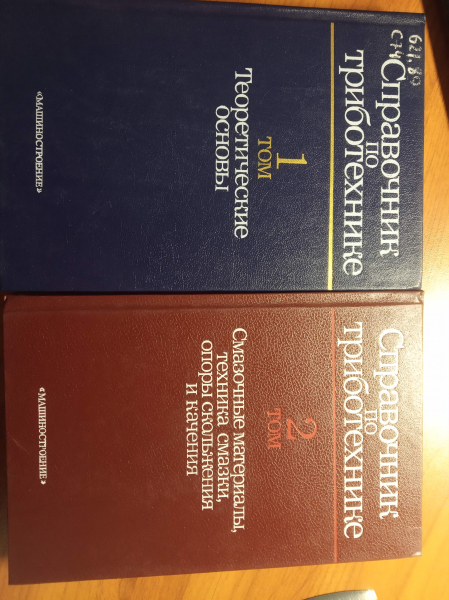 621,89
С74
Справочник
по
триботехнике
1
том
Теоретические
основы
«МАШИНОСТРОЕНИЕ»
Справочник
по
триботехнике
2
том
Смазочные материалы,
техника смазки,
опоры скольжения
и качения
«МАШИНОСТРОЕНИЕ»